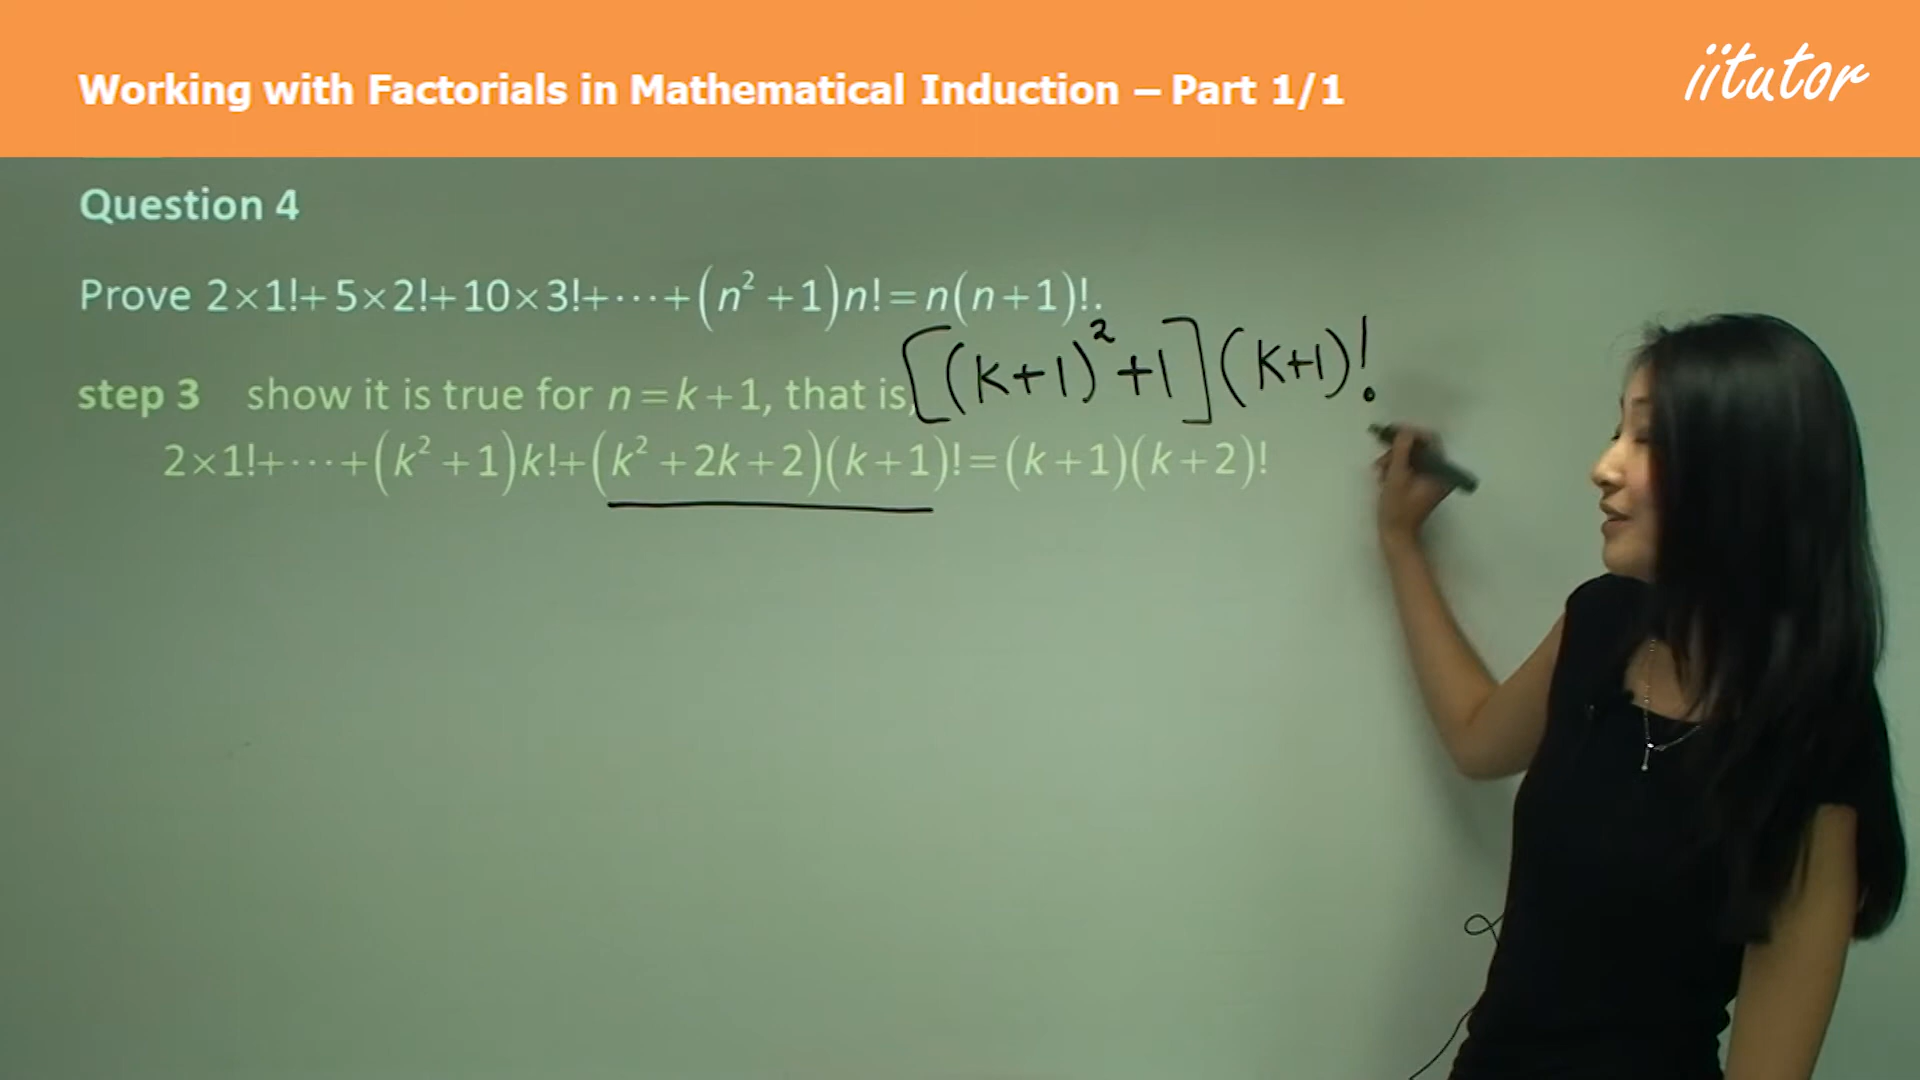 Working with Factorials in Mathematical Induction – Part 1/1
iitutor
Question 4
Prove 2×1!+5×2!+10×3!+⋯+(n²+1)n!=n(n+1)!.
[(k+1)²+1](k+1)!
step 3 show it is true for n=k+1, that is,
2×1!+⋯+(k²+1)k!+(k²+2k+2)(k+1)!=(k+1)(k+2)!